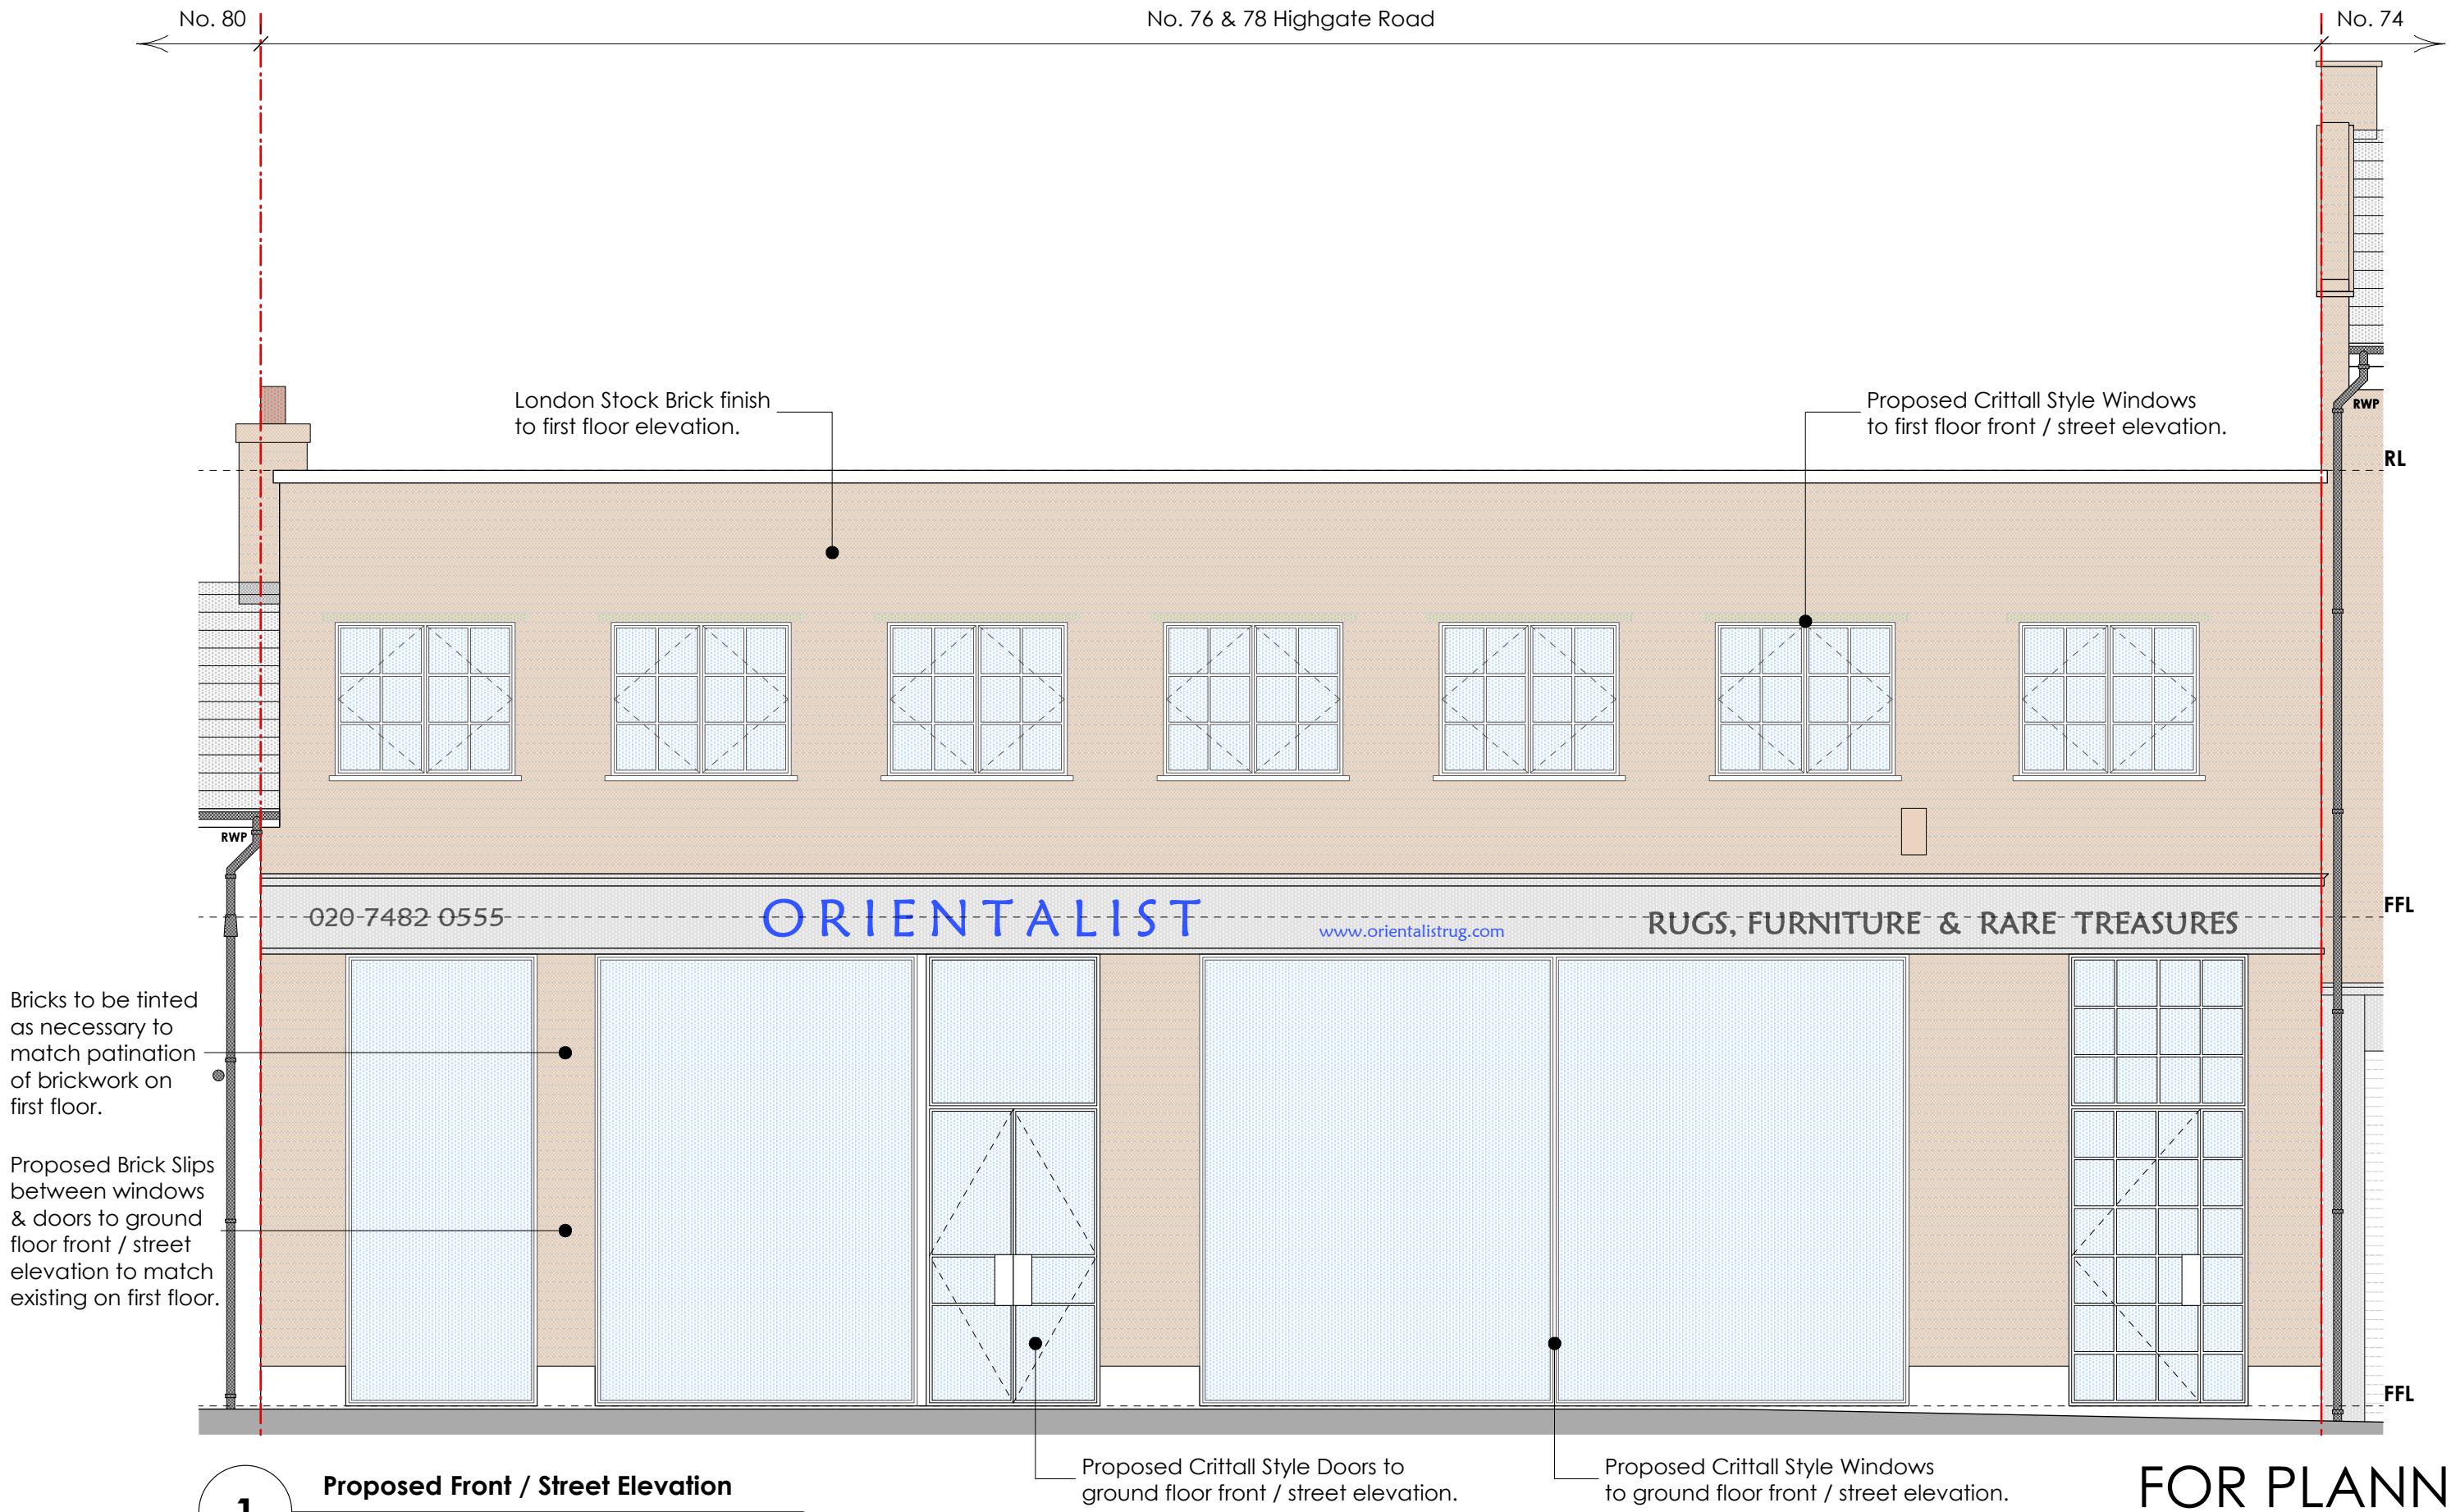 No. 80
No. 76 & 78 Highgate Road
No. 74
London Stock Brick finish
to first floor elevation.
Proposed Crittall Style Windows
to first floor front / street elevation.
RWP
RL
RWP
020 7482 0555
ORIENTALIST
www.orientalistrug.com
RUGS, FURNITURE & RARE TREASURES
FFL
Bricks to be tinted
as necessary to
match patination
of brickwork on
first floor.
Proposed Brick Slips
between windows
& doors to ground
floor front / street
elevation to match
existing on first floor.
FFL
Proposed Crittall Style Doors to
ground floor front / street elevation.
Proposed Crittall Style Windows
to ground floor front / street elevation.
1
Proposed Front / Street Elevation
FOR PLANN